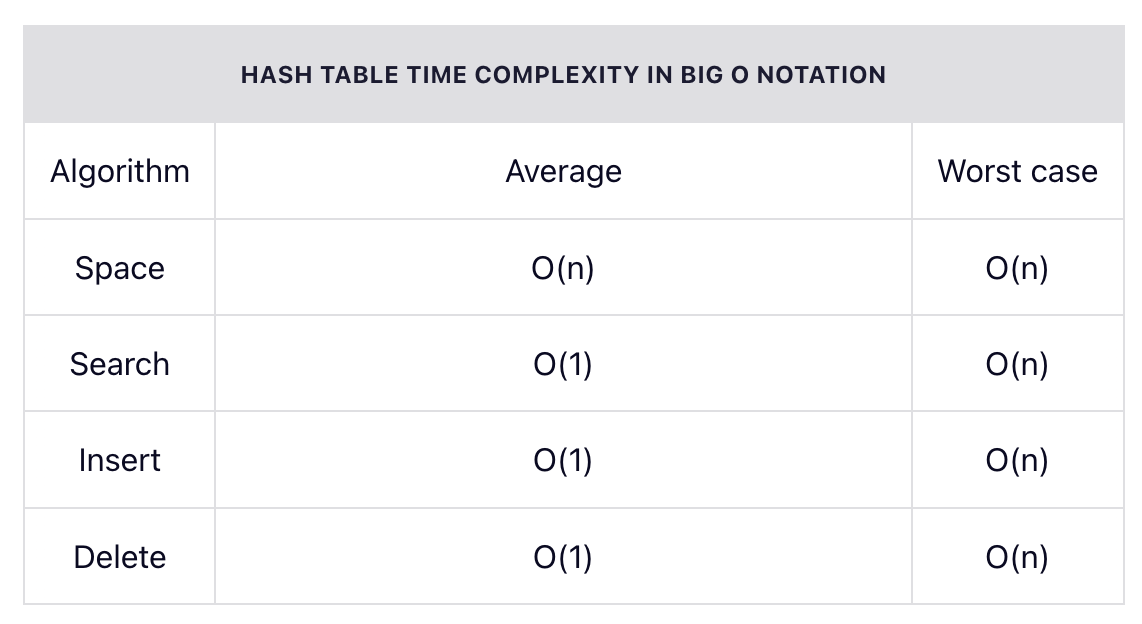 HASH TABLE TIME COMPLEXITY IN BIG O NOTATION
Algorithm Average Worst case
Space O(n) O(n)
Search O(1) O(n)
Insert O(1) O(n)
Delete O(1) O(n)